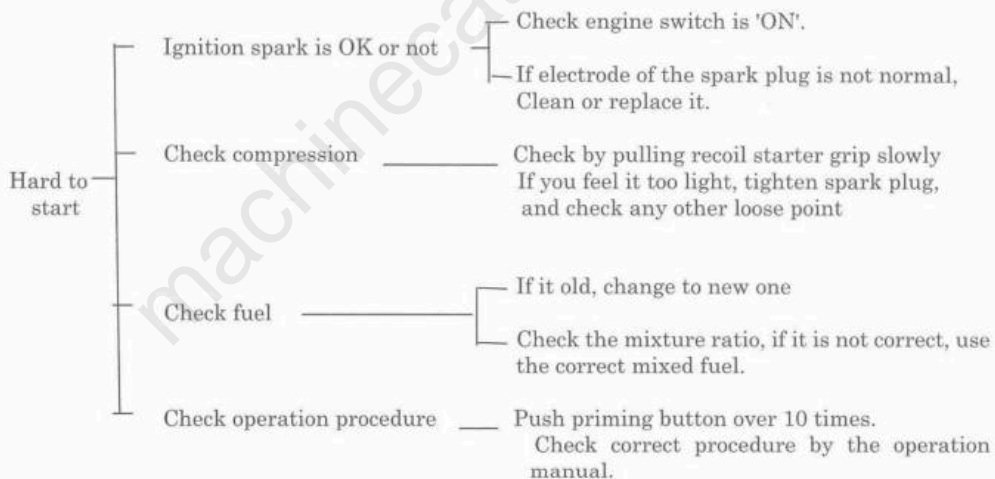 Hard to
start
Ignition spark is OK or not
Check engine switch is 'ON'.
If electrode of the spark plug is not normal,
Clean or replace it.
Check compression
Check by pulling recoil starter grip slowly
If you feel it too light, tighten spark plug,
and check any other loose point
Check fuel
If it old, change to new one
Check the mixture ratio, if it is not correct, use
the correct mixed fuel.
Check operation procedure
Push priming button over 10 times.
Check correct procedure by the operation
manual.